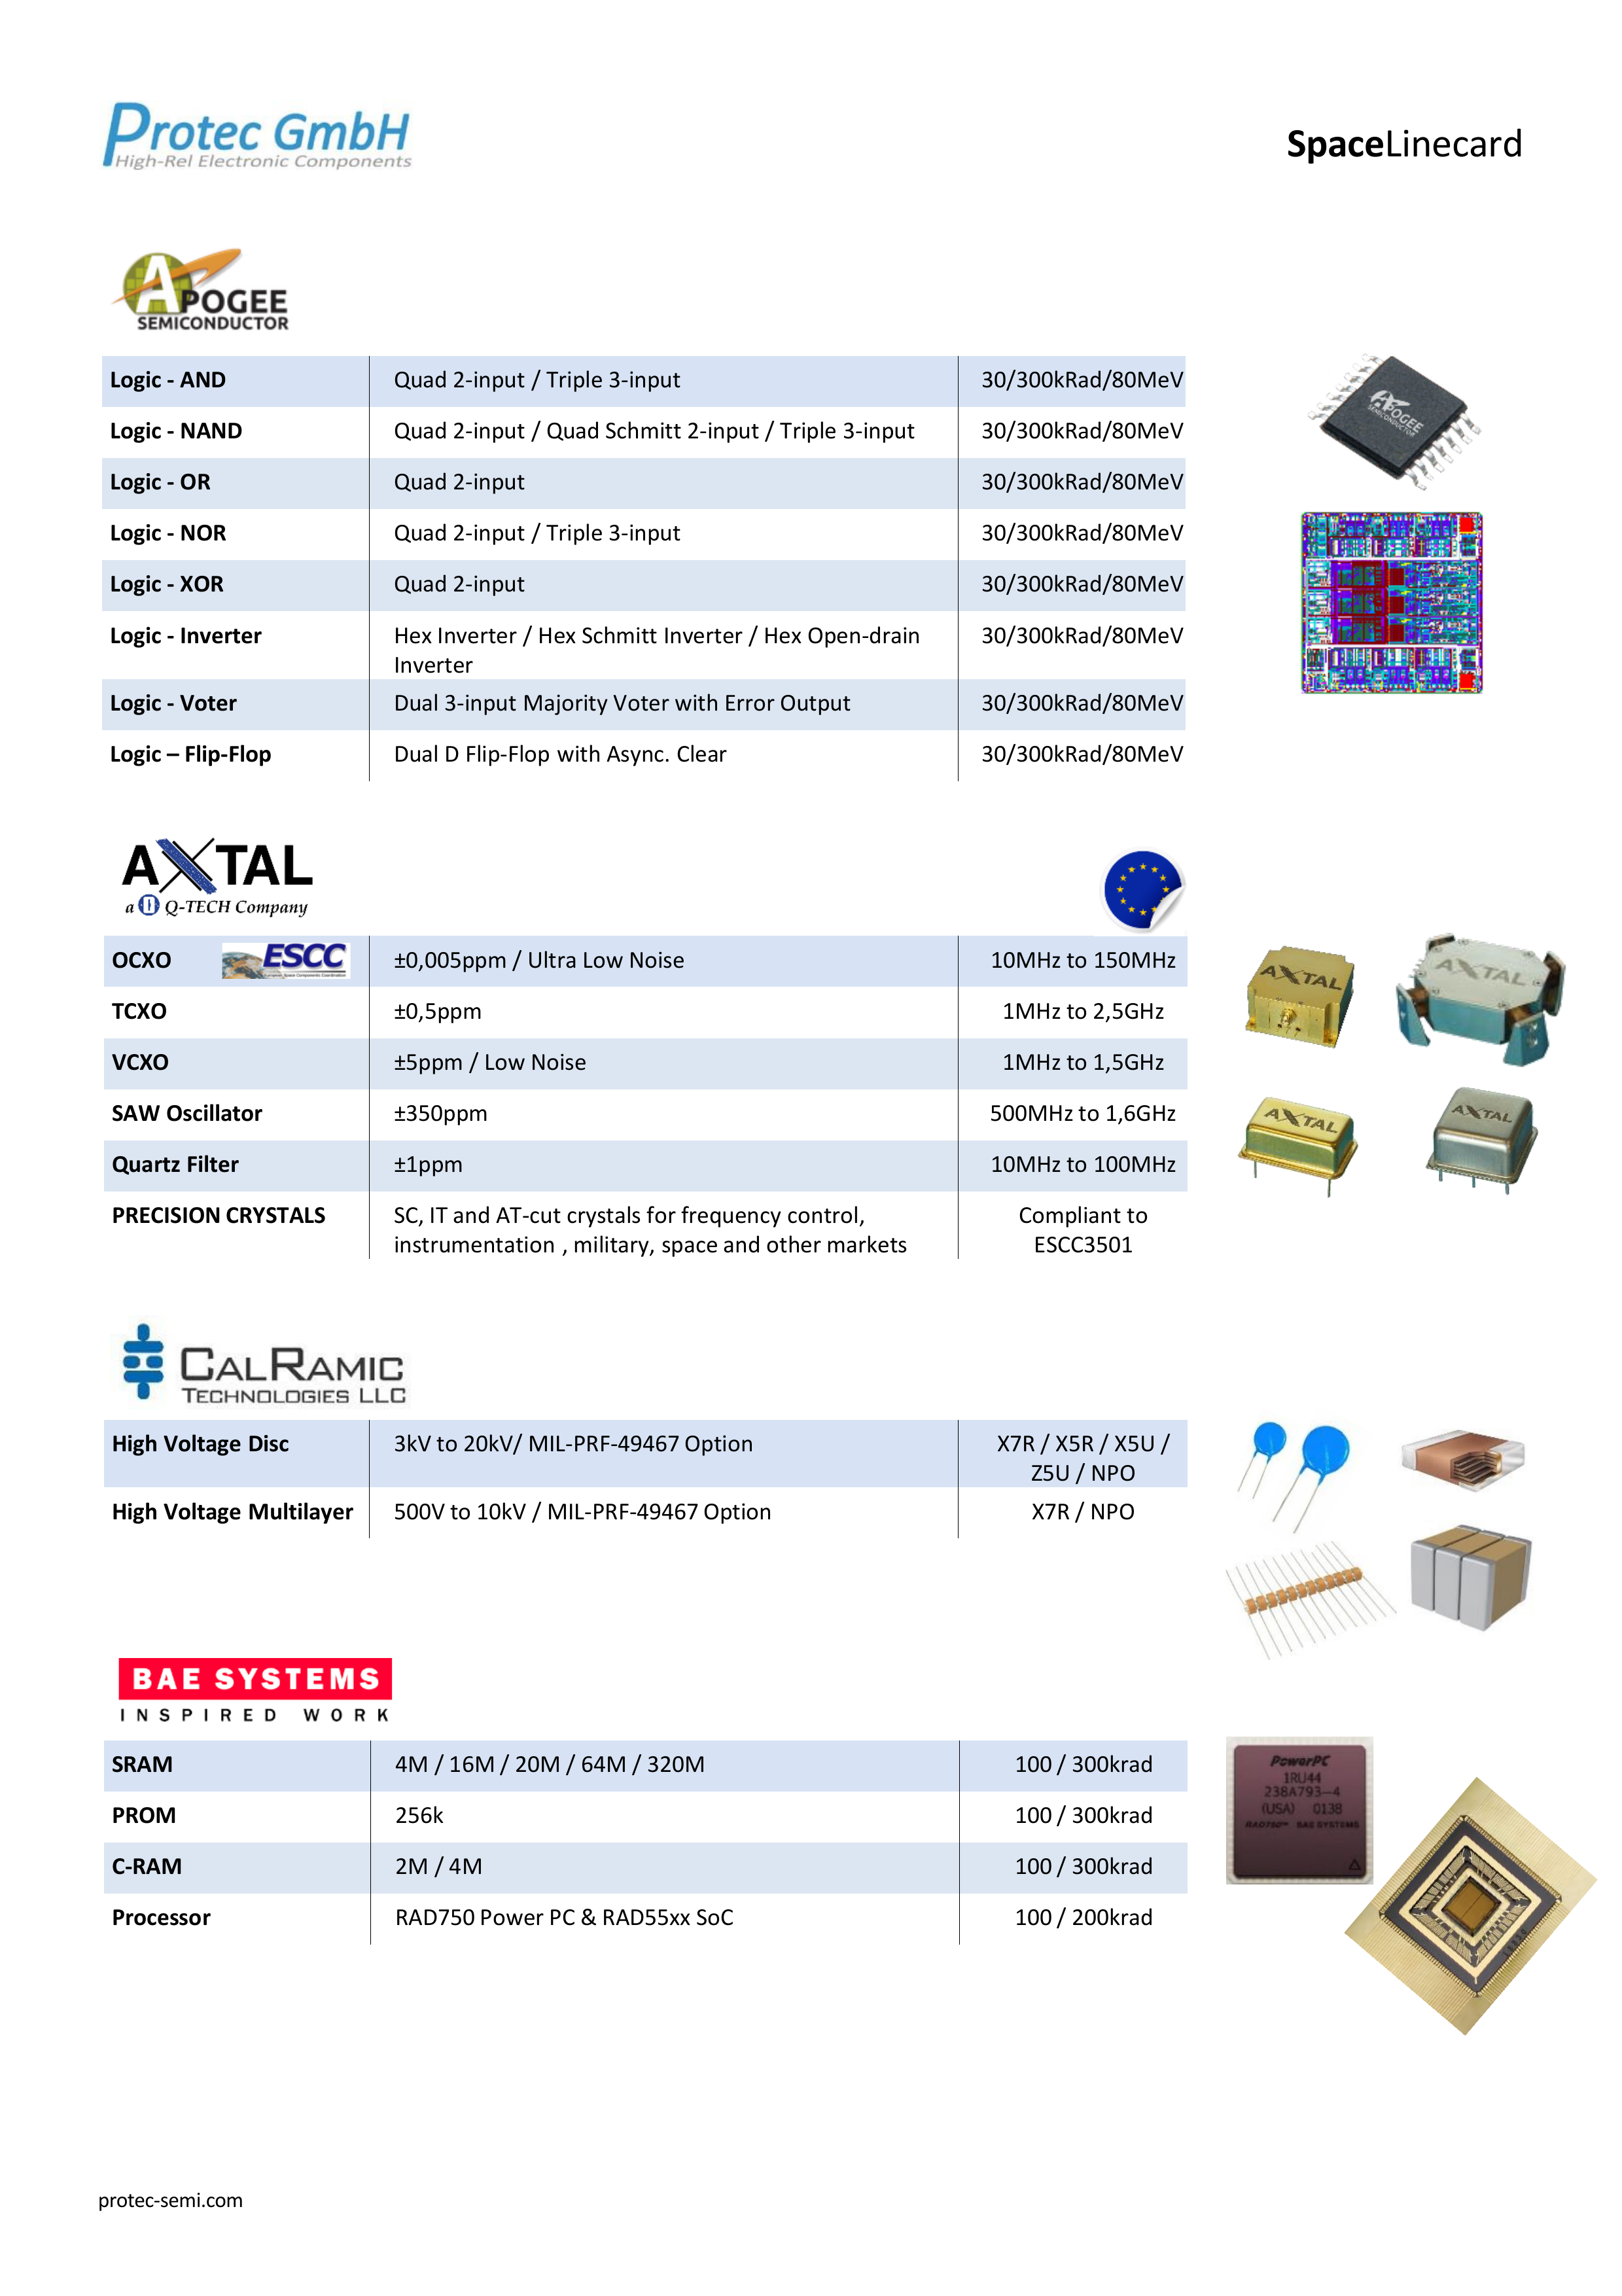 Protec GmbH
High-Rel Electronic Components
SpaceLinecard
APOGEE
SEMICONDUCTOR
Logic - AND Quad 2-input / Triple 3-input 30/300kRad/80MeV
Logic - NAND Quad 2-input / Quad Schmitt 2-input / Triple 3-input 30/300kRad/80MeV
Logic - OR Quad 2-input 30/300kRad/80MeV
Logic - NOR Quad 2-input / Triple 3-input 30/300kRad/80MeV
Logic - XOR Quad 2-input 30/300kRad/80MeV
Logic - Inverter Hex Inverter / Hex Schmitt Inverter / Hex Open-drain 30/300kRad/80MeV
Inverter
Logic - Voter Dual 3-input Majority Voter with Error Output 30/300kRad/80MeV
Logic – Flip-Flop Dual D Flip-Flop with Async. Clear 30/300kRad/80MeV
APOGEE
SEMICONDUCTOR
AXTAL
a Q-TECH Company
OCXO ESCC ±0,005ppm / Ultra Low Noise 10MHz to 150MHz
TCXO ±0,5ppm 1MHz to 2,5GHz
VCXO ±5ppm / Low Noise 1MHz to 1,5GHz
SAW Oscillator ±350ppm 500MHz to 1,6GHz
Quartz Filter ±1ppm 10MHz to 100MHz
PRECISION CRYSTALS SC, IT and AT-cut crystals for frequency control, Compliant to
instrumentation , military, space and other markets ESCC3501
AXTAL
AXTAL
AXTAL
AXTAL
CALRAMIC
TECHNOLOGIES LLC
High Voltage Disc 3kV to 20kV/ MIL-PRF-49467 Option X7R / X5R / X5U /
Z5U / NPO
High Voltage Multilayer 500V to 10kV / MIL-PRF-49467 Option X7R / NPO
BAE SYSTEMS
INSPIRED WORK
SRAM 4M / 16M / 20M / 64M / 320M 100 / 300krad
PROM 256k 100 / 300krad
C-RAM 2M / 4M 100 / 300krad
Processor RAD750 Power PC & RAD55xx SoC 100 / 200krad
PowerPC
1RU44
238A793-4
(USA) 0138
RAD750™ BAE SYSTEMS
protec-semi.com